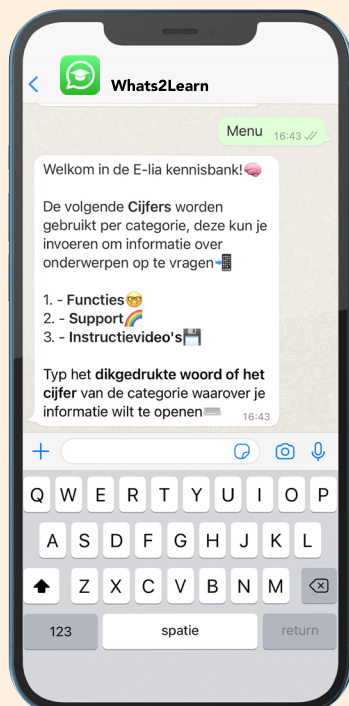 Whats2Learn
Menu 16:43
Welkom in de E-lia kennisbank!🧠
De volgende Cijfers worden
gebruikt per categorie, deze kun je
invoeren om informatie over
onderwerpen op te vragen📲
1. - Functies🤓
2. - Support🌈
3. - Instructievideo's💾
Typ het dikgedrukte woord of het
cijfer van de categorie waarover je
informatie wilt te openen⌨️ 16:43
Q W E R T Y U I O P
A S D F G H J K L
Z X C V B N M
123 spatie return